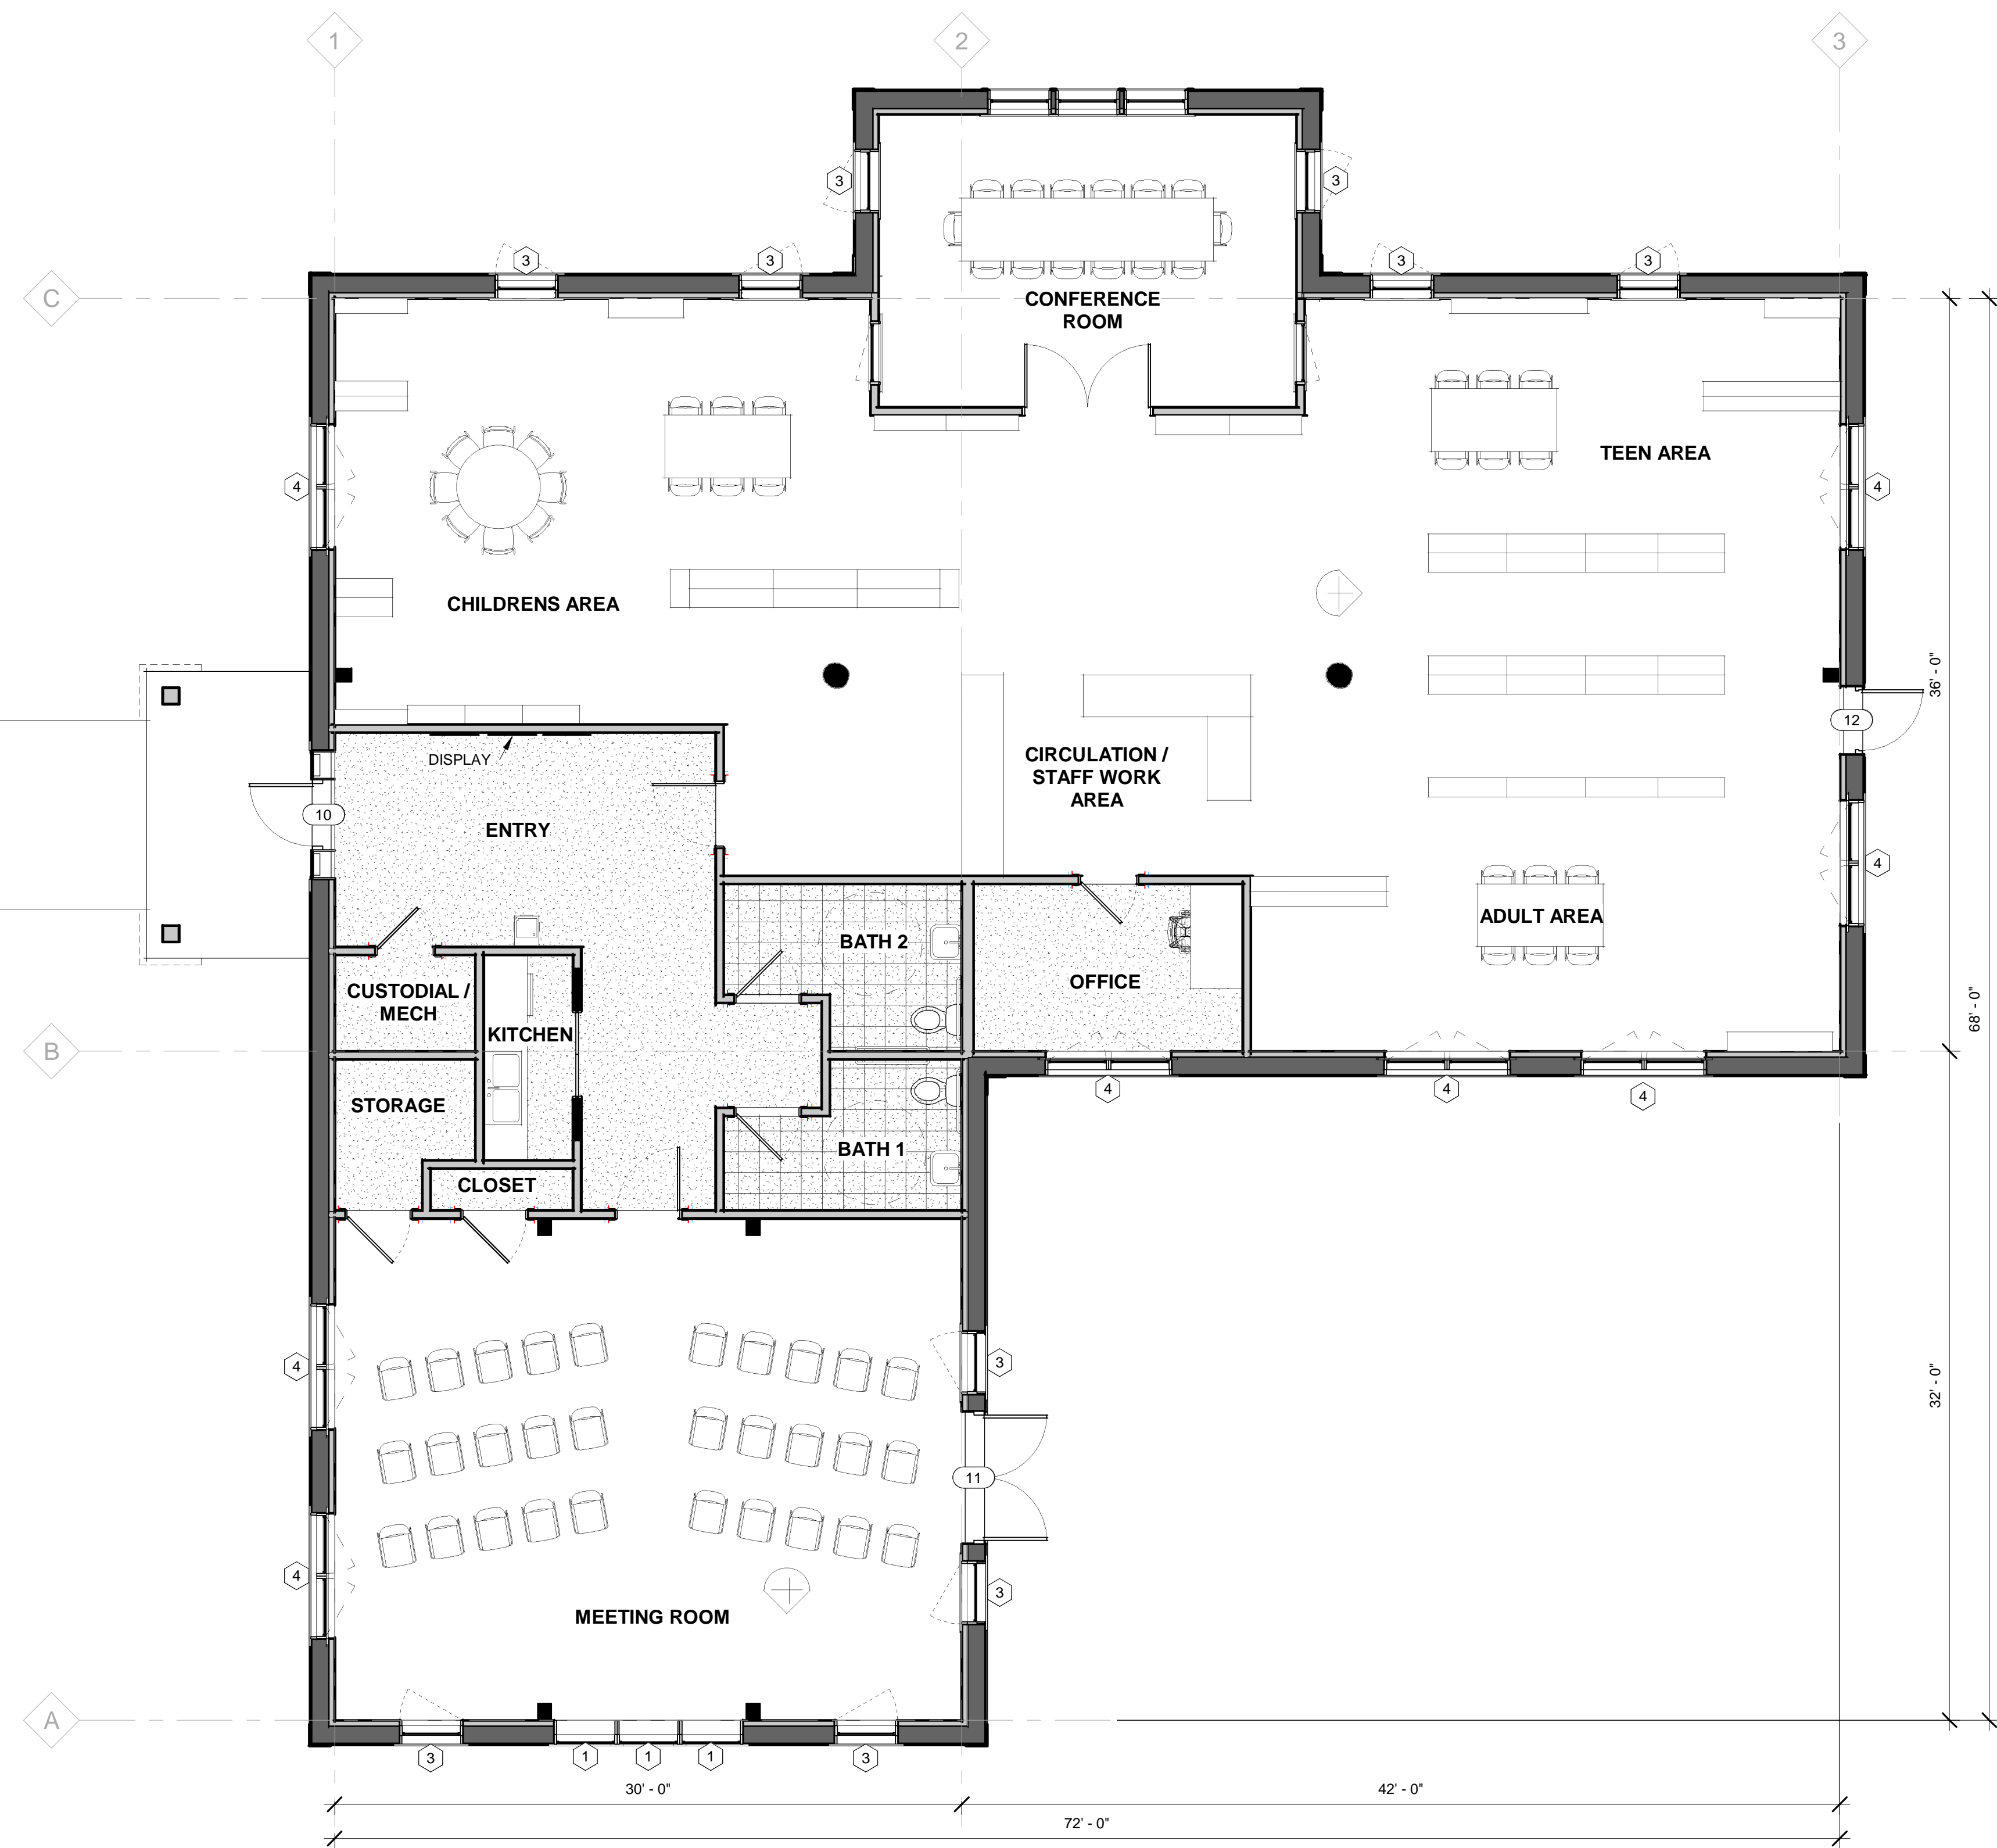 1
2
3
3
3
3
3
3
3
C
CONFERENCE
ROOM
TEEN AREA
4
4
CHILDRENS AREA
36' - 0"
12
DISPLAY
CIRCULATION /
STAFF WORK
AREA
10
ENTRY
4
ADULT AREA
BATH 2
OFFICE
CUSTODIAL /
MECH
68' - 0"
KITCHEN
B
4
4
4
STORAGE
BATH 1
CLOSET
4
3
32' - 0"
11
4
3
MEETING ROOM
A
3
1
1
1
3
30' - 0"
42' - 0"
72' - 0"